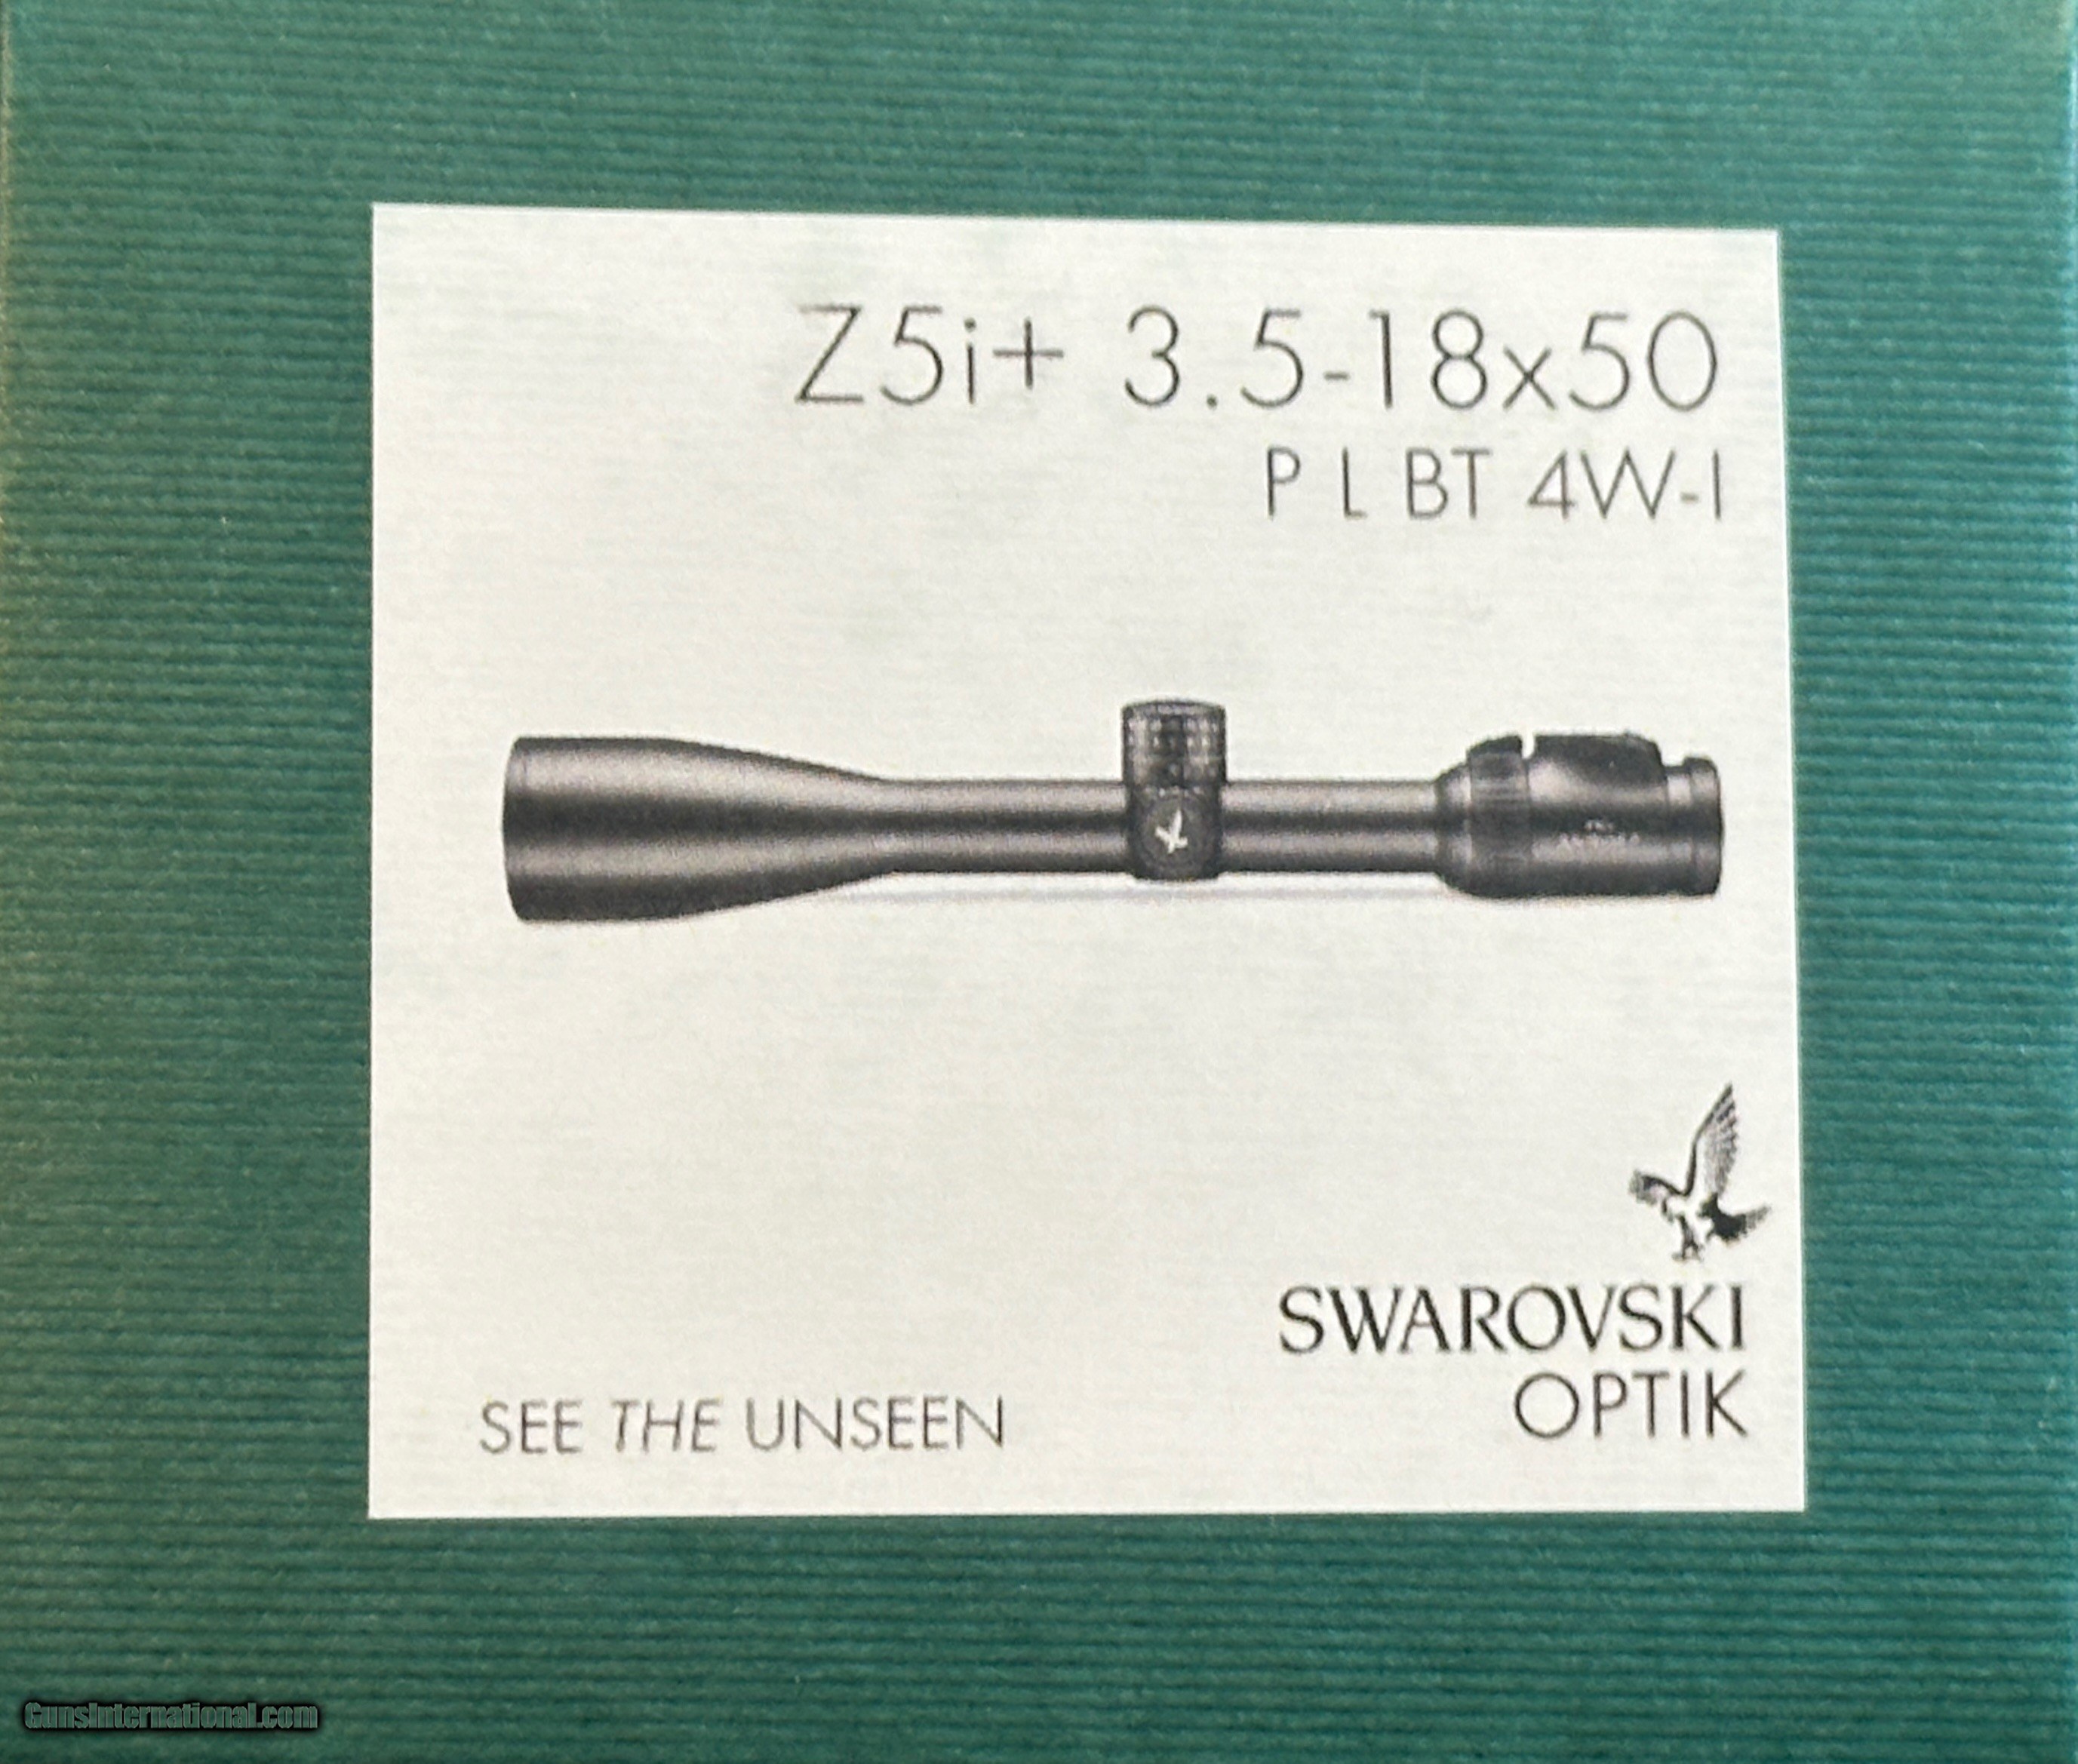 Z5i+ 3.5-18x50
P L BT 4W-I
SWAROVSKI
OPTIK
SEE THE UNSEEN
GunsInternational.com